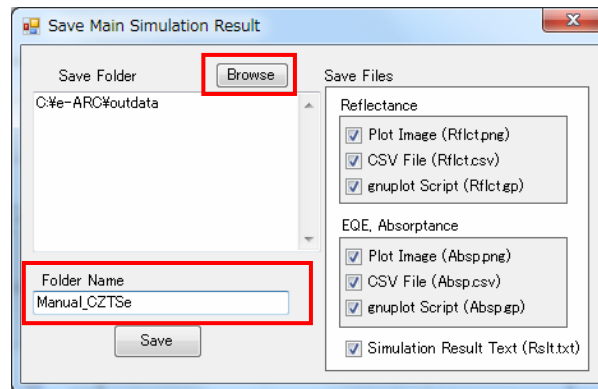 Save Main Simulation Result
Save Folder
Browse
C:¥e-ARC¥outdata
Folder Name
Manual_CZTSe
Save
Save Files
Reflectance
Plot Image (Rflct.png)
CSV File (Rflct.csv)
gnuplot Script (Rflct.gp)
EQE, Absorptance
Plot Image (Absp.png)
CSV File (Absp.csv)
gnuplot Script (Absp.gp)
Simulation Result Text (Rslt.txt)